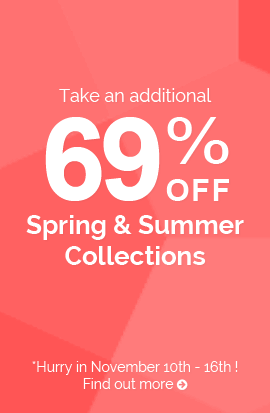 Take an additional
69% OFF
Spring & Summer
Collections
*Hurry in November 10th - 16th !
Find out more